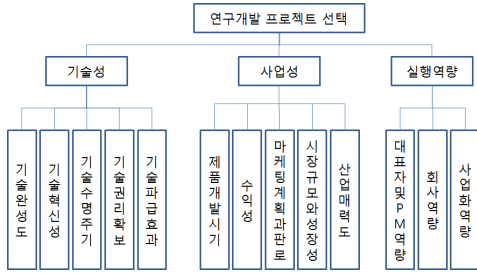 연구개발 프로젝트 선택
기술성
사업성
실행역량
기술완성도
기술혁신성
기술수명주기
기술권리확보
기술파급효과
제품개발시기
수익성
마케팅계획과판로
시장규모와성장성
산업매력도
대표자및PM역량
회사역량
사업화역량